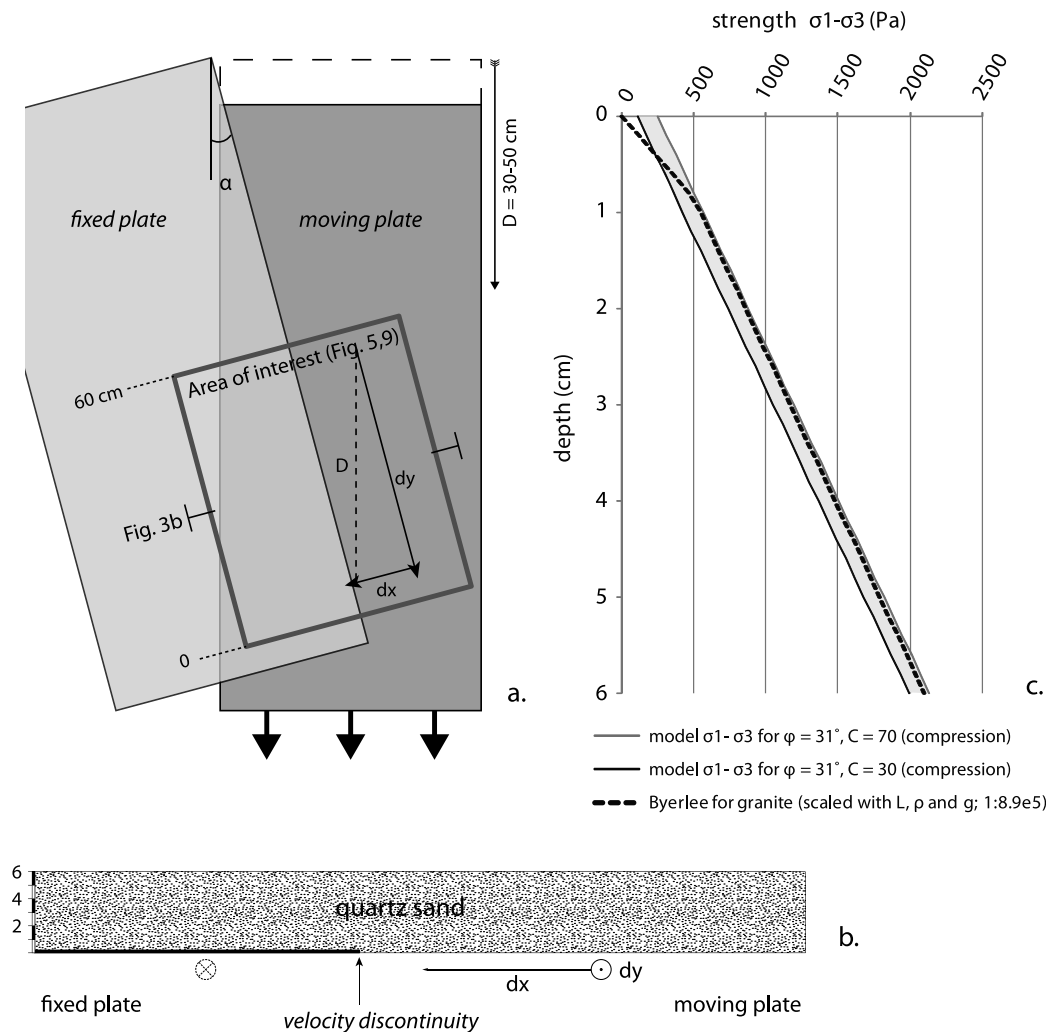 strength σ1-σ3 (Pa)
0
500
1000
1500
2000
2500
0
1
2
3
4
5
6
depth (cm)
c.
model σ1- σ3 for φ = 31°, C = 70 (compression)
model σ1- σ3 for φ = 31°, C = 30 (compression)
Byerlee for granite (scaled with L, ρ and g; 1:8.9e5)
α
D = 30-50 cm
fixed plate
moving plate
60 cm
Area of interest (Fig. 5,9)
D
dy
Fig. 3b
dx
0
a.
6
4
2
quartz sand
b.
dx
dy
fixed plate
moving plate
velocity discontinuity